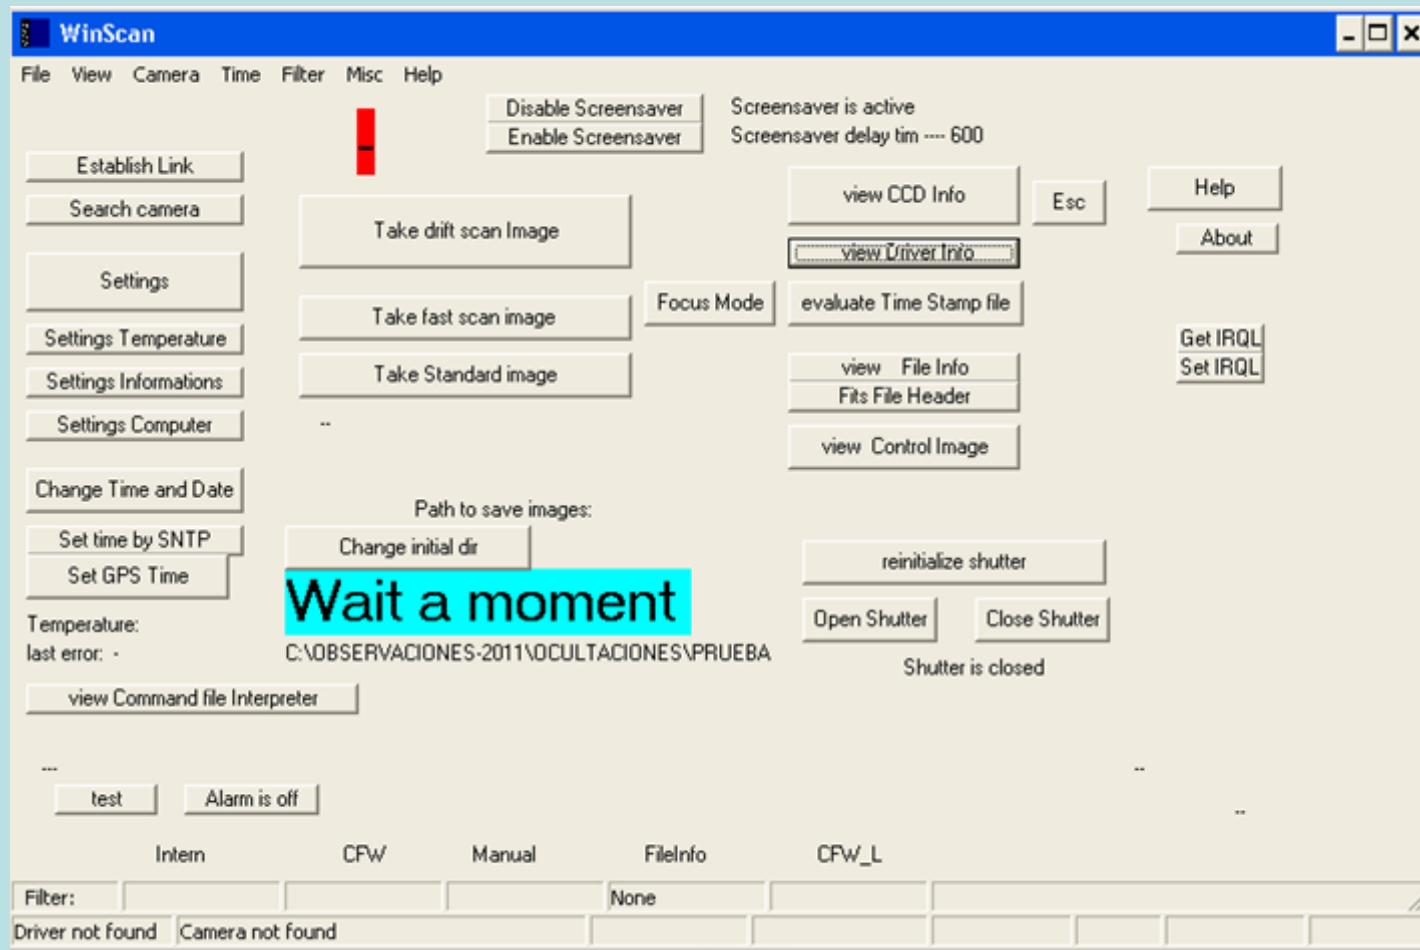 WinScan
File View Camera Time Filter Misc Help
Disable Screensaver Screensaver is active
Enable Screensaver Screensaver delay tim ---- 600
-
Establish Link
Search camera
Settings
Settings Temperature
Settings Informations
Settings Computer
Change Time and Date
Set time by SNTP
Set GPS Time
Take drift scan Image
Take fast scan image
Take Standard image
--
Focus Mode
view CCD Info
Esc
view Driver Info
evaluate Time Stamp file
view File Info
Fits File Header
view Control Image
Help
About
Get IRQL
Set IRQL
Path to save images:
Change initial dir
Wait a moment
C:\OBSERVACIONES-2011\OCULTACIONES\PRUEBA
reinitialize shutter
Open Shutter Close Shutter
Shutter is closed
Temperature:
last error: -
view Command file Interpreter
--- --
test Alarm is off
--
Intern CFW Manual FileInfo CFW_L
Filter: None
Driver not found Camera not found